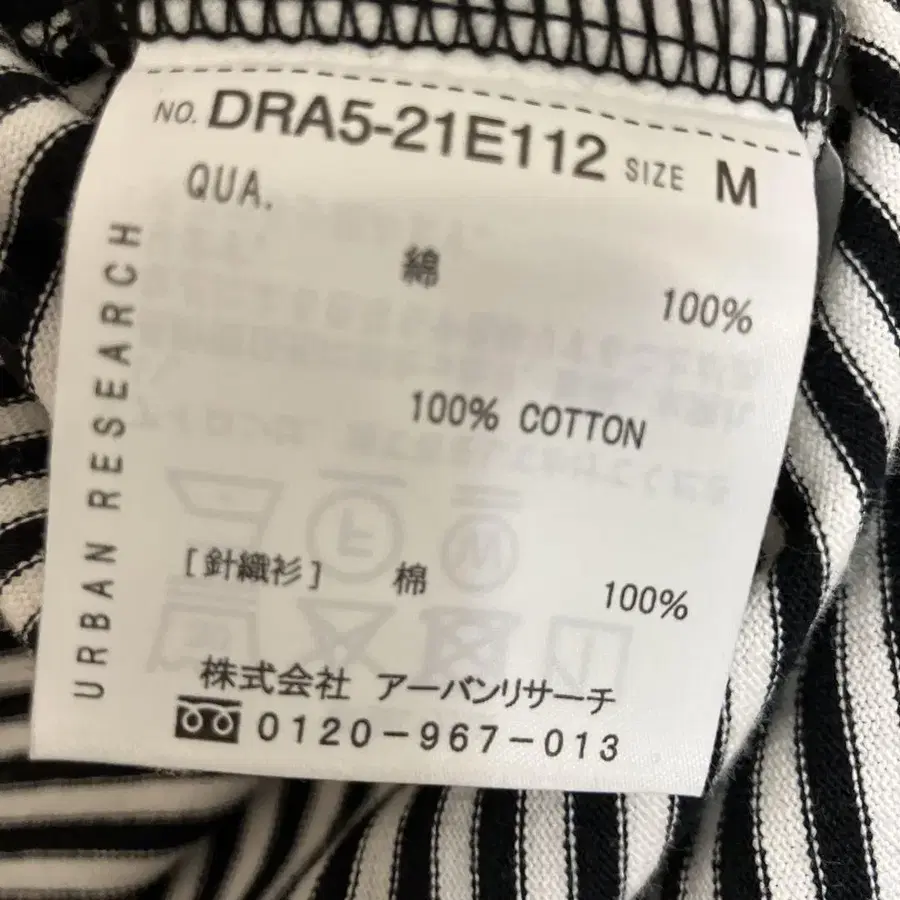 NO. DRA5-21E112 SIZE M
QUA.
綿 100%
100% COTTON
[針織衫] 棉 100%
株式会社 アーバンリサーチ
0120-967-013
URBAN RESEARCH